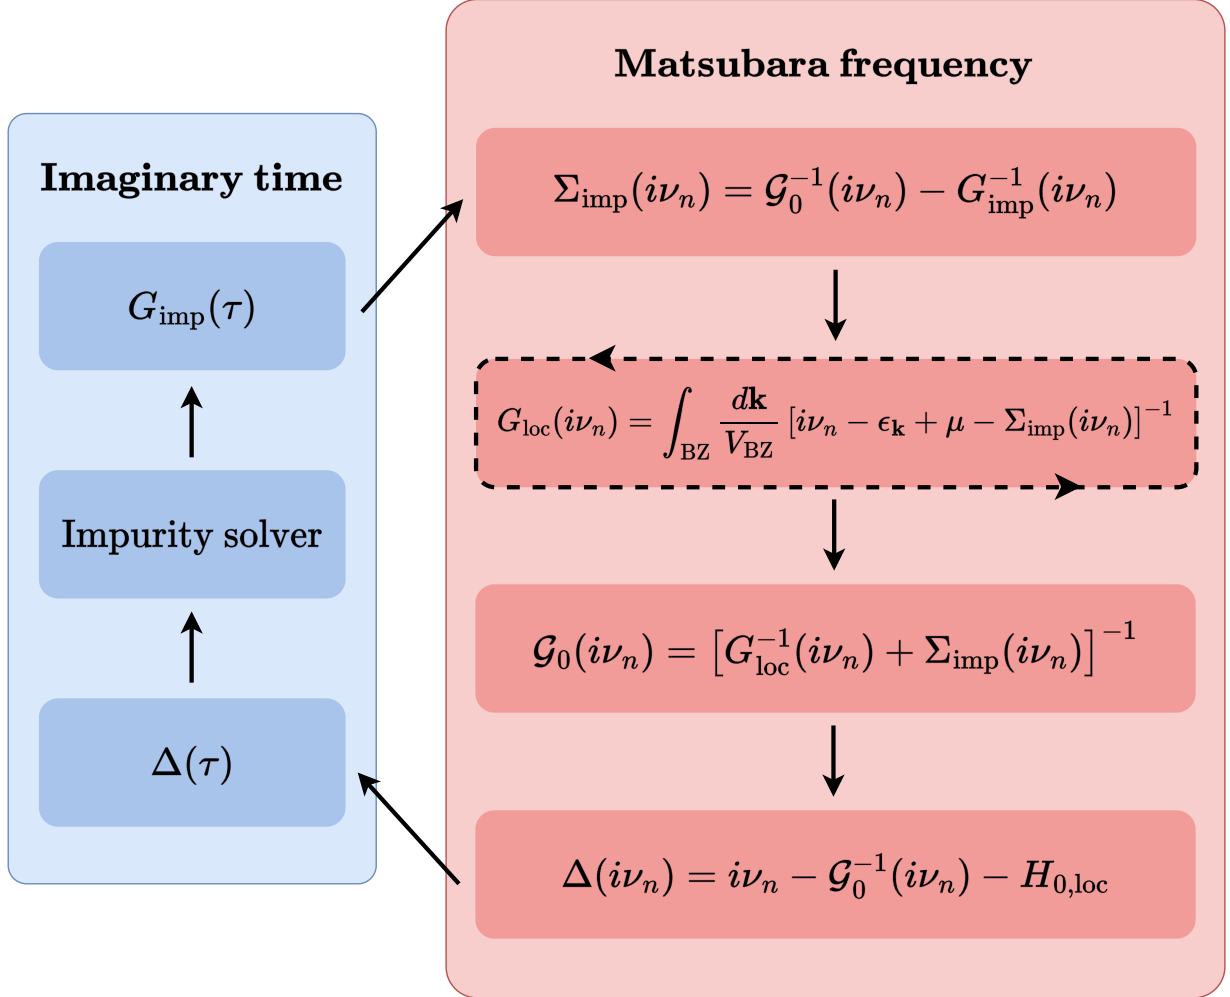 Imaginary time
G_imp(τ)
Impurity solver
Δ(τ)
Matsubara frequency
Σ_imp(iν_n) = 𝒢_0^{-1}(iν_n) − G_imp^{-1}(iν_n)
G_loc(iν_n) = ∫_BZ d𝐤/V_BZ [iν_n − ϵ_𝐤 + μ − Σ_imp(iν_n)]^{-1}
𝒢_0(iν_n) = [G_loc^{-1}(iν_n) + Σ_imp(iν_n)]^{-1}
Δ(iν_n) = iν_n − 𝒢_0^{-1}(iν_n) − H_{0,loc}